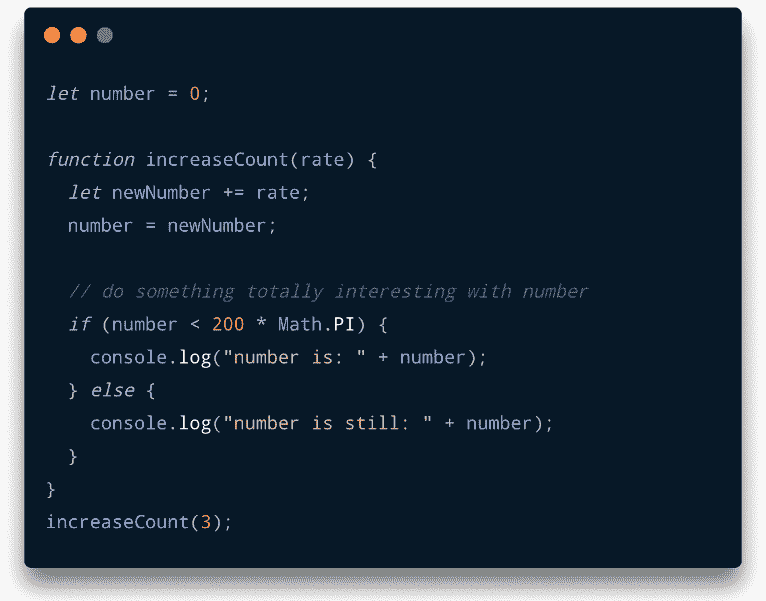 let number = 0;
function increaseCount(rate) {
let newNumber += rate;
number = newNumber;
// do something totally interesting with number
if (number < 200 * Math.PI) {
console.log("number is: " + number);
} else {
console.log("number is still: " + number);
}
}
increaseCount(3);